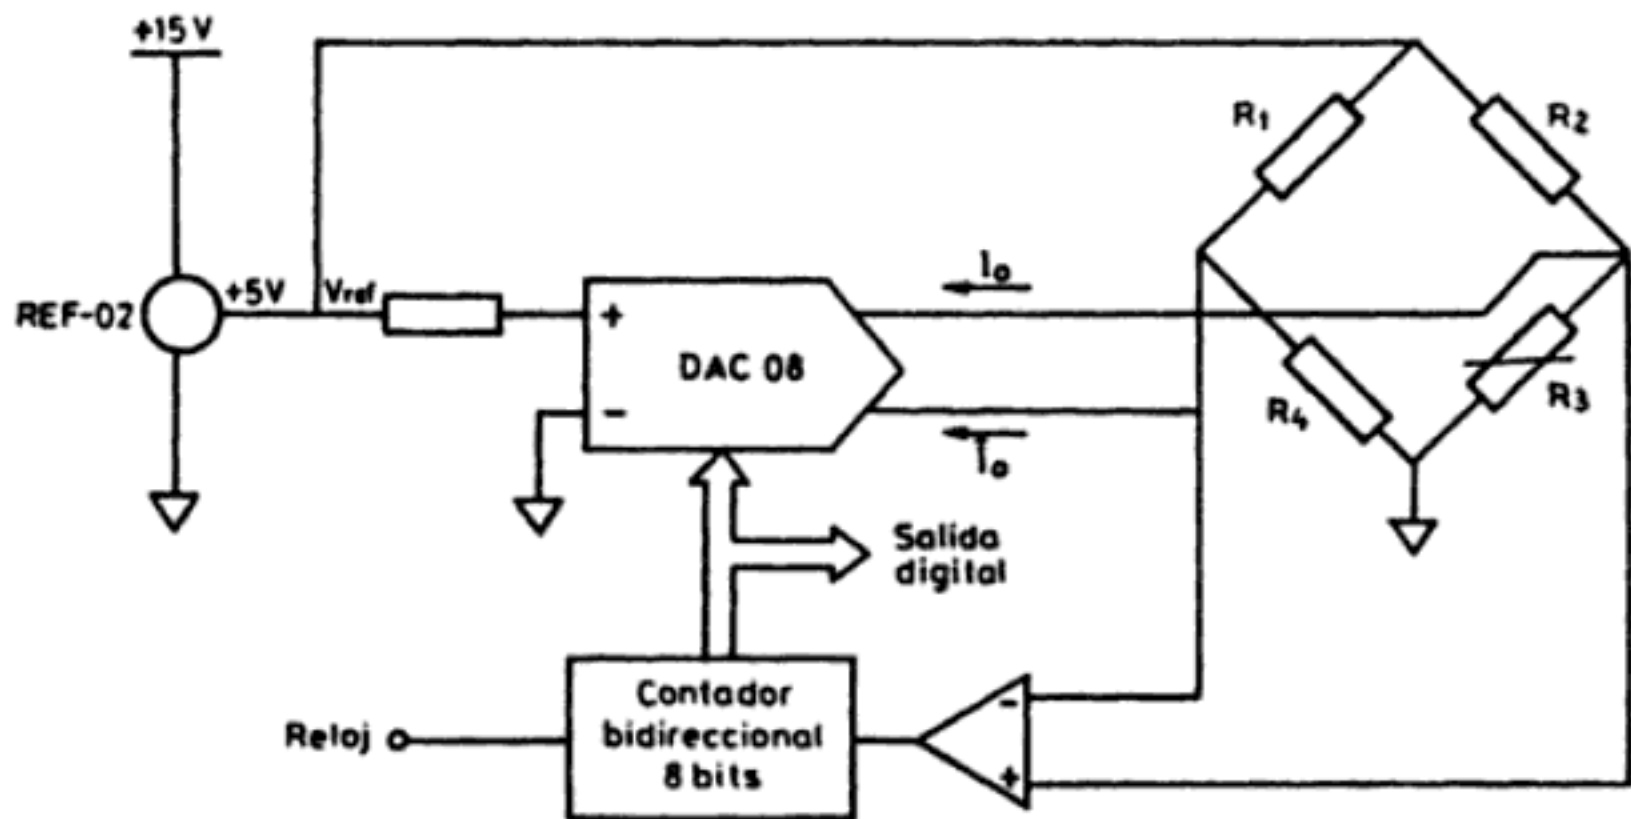 +15 V
R1
R2
REF-02
+5V
Vref
+
-
DAC 08
Io
Īo
R4
R3
Salida
digital
Contador
bidireccional
8 bits
Reloj
-
+